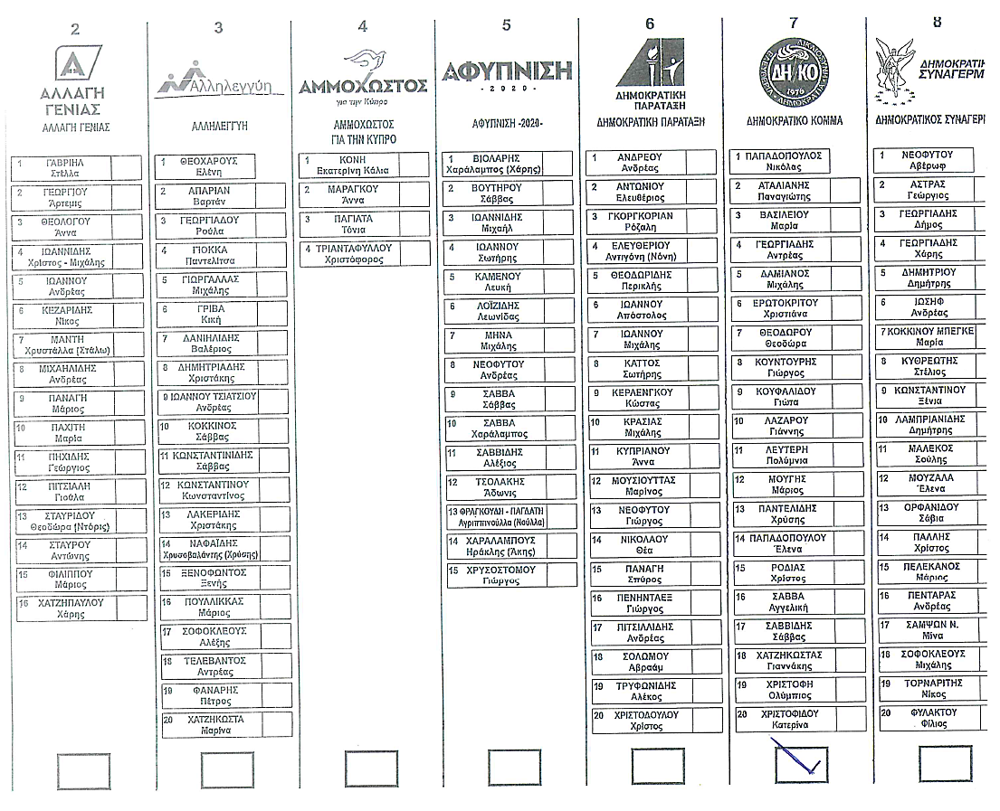 2
ΑΛΛΑΓΗ
ΓΕΝΙΑΣ
ΑΛΛΑΓΗ ΓΕΝΙΑΣ
1 ΓΑΒΡΙΗΛ
Στέλλα
2 ΓΕΩΡΓΙΟΥ
Άρτεμις
3 ΘΕΟΛΟΓΟΥ
Άννα
4 ΙΩΑΝΝΙΔΗΣ
Χρίστος - Μιχάλης
5 ΙΩΑΝΝΟΥ
Ανδρέας
6 ΚΕΖΑΡΙΔΗΣ
Νίκος
7 ΜΑΝΤΗ
Χρυστάλλα (Στάλω)
8 ΜΙΧΑΗΛΙΔΗΣ
Ανδρέας
9 ΠΑΝΑΓΗ
Μάριος
10 ΠΑΧΙΤΗ
Μαρία
11 ΠΗΧΙΔΗΣ
Γεώργιος
12 ΠΙΤΣΙΑΛΗ
Γιούλα
13 ΣΤΑΥΡΙΔΟΥ
Θεοδώρα (Ντόρις)
14 ΣΤΑΥΡΟΥ
Αντώνης
15 ΦΙΛΙΠΠΟΥ
Μάριος
16 ΧΑΤΖΗΠΑΥΛΟΥ
Χάρης
3
Αλληλεγγύη
ΑΛΛΗΛΕΓΓΥΗ
1 ΘΕΟΧΑΡΟΥΣ
Ελένη
2 ΑΠΑΡΙΑΝ
Βαρτάν
3 ΓΕΩΡΓΙΑΔΟΥ
Ρούλα
4 ΓΙΟΚΚΑ
Παντελίτσα
5 ΓΙΩΡΓΑΛΛΑΣ
Μιχάλης
6 ΓΡΙΒΑ
Κική
7 ΔΑΝΙΗΛΙΔΗΣ
Βαλέριος
8 ΔΗΜΗΤΡΙΑΔΗΣ
Χριστάκης
9 ΙΩΑΝΝΟΥ ΤΣΙΑΤΣΙΟΥ
Ανδρέας
10 ΚΟΚΚΙΝΟΣ
Σάββας
11 ΚΩΝΣΤΑΝΤΙΝΙΔΗΣ
Σάββας
12 ΚΩΝΣΤΑΝΤΙΝΟΥ
Κωνσταντίνος
13 ΛΑΚΕΡΙΔΗΣ
Χριστάκης
14 ΝΑΦΑΪΔΗΣ
Χρυσοβαλάντης (Χρύσης)
15 ΞΕΝΟΦΩΝΤΟΣ
Ξενής
16 ΠΟΥΛΛΙΚΚΑΣ
Μάριος
17 ΣΟΦΟΚΛΕΟΥΣ
Αλέξης
18 ΤΕΛΕΒΑΝΤΟΣ
Αντρέας
19 ΦΑΝΑΡΗΣ
Πέτρος
20 ΧΑΤΖΗΚΩΣΤΑ
Μαρίνα
4
ΑΜΜΟΧΩΣΤΟΣ
για την Κύπρο
ΑΜΜΟΧΩΣΤΟΣ
ΓΙΑ ΤΗΝ ΚΥΠΡΟ
1 ΚΟΝΗ
Εκατερίνη Κάλια
2 ΜΑΡΑΓΚΟΥ
Άννα
3 ΠΑΓΙΑΤΑ
Τόνια
4 ΤΡΙΑΝΤΑΦΥΛΛΟΥ
Χριστόφορος
5
ΑΦΥΠΝΙΣΗ
- 2 0 2 0 -
ΑΦΥΠΝΙΣΗ -2020-
1 ΒΙΟΛΑΡΗΣ
Χαράλαμπος (Χάρης)
2 ΒΟΥΤΗΡΟΥ
Σάββας
3 ΙΩΑΝΝΙΔΗΣ
Μιχαήλ
4 ΙΩΑΝΝΟΥ
Σωτήρης
5 ΚΑΜΕΝΟΥ
Λευκή
6 ΛΟΪΖΙΔΗΣ
Λεωνίδας
7 ΜΗΝΑ
Μιχάλης
8 ΝΕΟΦΥΤΟΥ
Ανδρέας
9 ΣΑΒΒΑ
Σάββας
10 ΣΑΒΒΑ
Χαράλαμπος
11 ΣΑΒΒΙΔΗΣ
Αλέξιος
12 ΤΣΟΛΑΚΗΣ
Άδωνις
13 ΦΡΑΓΚΟΥΔΗ - ΠΑΓΔΑΤΗ
Αγριππινούλλα (Νούλλα)
14 ΧΑΡΑΛΑΜΠΟΥΣ
Ηράκλης (Άκης)
15 ΧΡΥΣΟΣΤΟΜΟΥ
Γιώργος
6
ΔΗΜΟΚΡΑΤΙΚΗ
ΠΑΡΑΤΑΞΗ
ΔΗΜΟΚΡΑΤΙΚΗ ΠΑΡΑΤΑΞΗ
1 ΑΝΔΡΕΟΥ
Ανδρέας
2 ΑΝΤΩΝΙΟΥ
Ελευθέριος
3 ΓΚΟΡΓΚΟΡΙΑΝ
Ρόζαλη
4 ΕΛΕΥΘΕΡΙΟΥ
Αντιγόνη (Νόνη)
5 ΘΕΟΔΩΡΙΔΗΣ
Περικλής
6 ΙΩΑΝΝΟΥ
Απόστολος
7 ΙΩΑΝΝΟΥ
Μιχάλης
8 ΚΑΤΤΟΣ
Σωτήρης
9 ΚΕΡΛΕΝΓΚΟΥ
Κώστας
10 ΚΡΑΣΙΑΣ
Μιχάλης
11 ΚΥΠΡΙΑΝΟΥ
Άννα
12 ΜΟΥΣΙΟΥΤΤΑΣ
Μαρίνος
13 ΝΕΟΦΥΤΟΥ
Γιώργος
14 ΝΙΚΟΛΑΟΥ
Θέα
15 ΠΑΝΑΓΗ
Σπύρος
16 ΠΕΝΗΝΤΑΕΞ
Γιώργος
17 ΠΙΤΣΙΛΛΙΔΗΣ
Ανδρέας
18 ΣΟΛΩΜΟΥ
Αβραάμ
19 ΤΡΥΦΩΝΙΔΗΣ
Αλέκος
20 ΧΡΙΣΤΟΔΟΥΛΟΥ
Χρίστος
7
ΔΗΚΟ
1976
ΔΗΜΟΚΡΑΤΙΚΟ ΚΟΜΜΑ
1 ΠΑΠΑΔΟΠΟΥΛΟΣ
Νικόλας
2 ΑΤΑΛΙΑΝΗΣ
Παναγιώτης
3 ΒΑΣΙΛΕΙΟΥ
Μαρία
4 ΓΕΩΡΓΙΑΔΗΣ
Αντρέας
5 ΔΑΜΙΑΝΟΣ
Μιχάλης
6 ΕΡΩΤΟΚΡΙΤΟΥ
Χριστιάνα
7 ΘΕΟΔΩΡΟΥ
Θεοδώρα
8 ΚΟΥΝΤΟΥΡΗΣ
Γιώργος
9 ΚΟΥΦΑΛΙΔΟΥ
Γιώτα
10 ΛΑΖΑΡΟΥ
Γιάννης
11 ΛΕΥΤΕΡΗ
Πολύμνια
12 ΜΟΥΓΗΣ
Μάριος
13 ΠΑΝΤΕΛΙΔΗΣ
Χρύσης
14 ΠΑΠΑΔΟΠΟΥΛΟΥ
Έλενα
15 ΡΟΔΙΑΣ
Χρίστος
16 ΣΑΒΒΑ
Αγγελική
17 ΣΑΒΒΙΔΗΣ
Σάββας
18 ΧΑΤΖΗΚΩΣΤΑΣ
Γιαννάκης
19 ΧΡΙΣΤΟΦΗ
Ολύμπιος
20 ΧΡΙΣΤΟΦΙΔΟΥ
Κατερίνα
8
ΔΗΜΟΚΡΑΤΙΚ
ΣΥΝΑΓΕΡΜ
ΔΗΜΟΚΡΑΤΙΚΟΣ ΣΥΝΑΓΕΡΙ
1 ΝΕΟΦΥΤΟΥ
Αβέρωφ
2 ΑΣΤΡΑΣ
Γεώργιος
3 ΓΕΩΡΓΙΑΔΗΣ
Δήμος
4 ΓΕΩΡΓΙΑΔΗΣ
Χάρης
5 ΔΗΜΗΤΡΙΟΥ
Δημήτρης
6 ΙΩΣΗΦ
Ανδρέας
7 ΚΟΚΚΙΝΟΥ ΜΠΕΓΚΕ
Μαρία
8 ΚΥΘΡΕΩΤΗΣ
Στέλιος
9 ΚΩΝΣΤΑΝΤΙΝΟΥ
Ξένια
10 ΛΑΜΠΡΙΑΝΙΔΗΣ
Δημήτρης
11 ΜΑΛΕΚΟΣ
Σούλης
12 ΜΟΥΖΑΛΑ
Έλενα
13 ΟΡΦΑΝΙΔΟΥ
Σάβια
14 ΠΑΛΛΗΣ
Χρίστος
15 ΠΕΛΕΚΑΝΟΣ
Μάριος
16 ΠΕΝΤΑΡΑΣ
Ανδρέας
17 ΣΑΜΨΩΝ Ν.
Μίνα
18 ΣΟΦΟΚΛΕΟΥΣ
Μιχάλης
19 ΤΟΡΝΑΡΙΤΗΣ
Νίκος
20 ΦΥΛΑΚΤΟΥ
Φίλιος